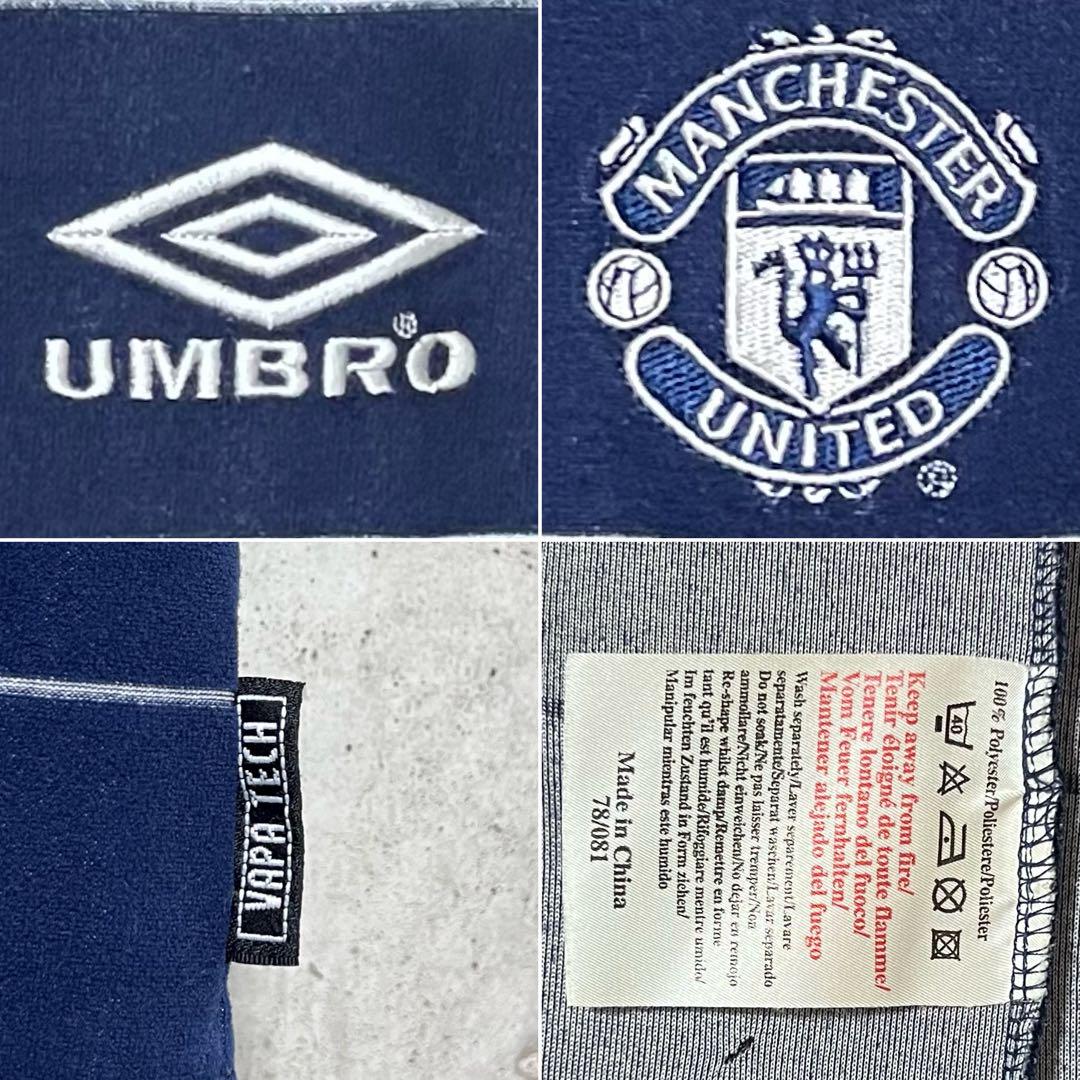 UMBRO®
MANCHESTER
UNITED
®
VAPA TECH
100% Polyester/Poliestere/Poliester
40
Keep away from fire/
Tenir éloigné de toute flamme/
Tenere lontano del fuoco/
Vom Feuer fernhalten/
Mantener alejado del fuego
Wash separately/Laver separement/Lavare
separatamente/Separat waschen/Lavar separado
Do not soak/Ne pas laisser tremper/Non
ammollare/Nicht einweichen/No dejar en remojo
Re-shape whilst damp/Remettre en forme
tant qu'il est humide/Rifoggiare mentre umido/
Im feuchten Zustand in Form ziehen/
Manipular mientras este humido
Made in China
78/081